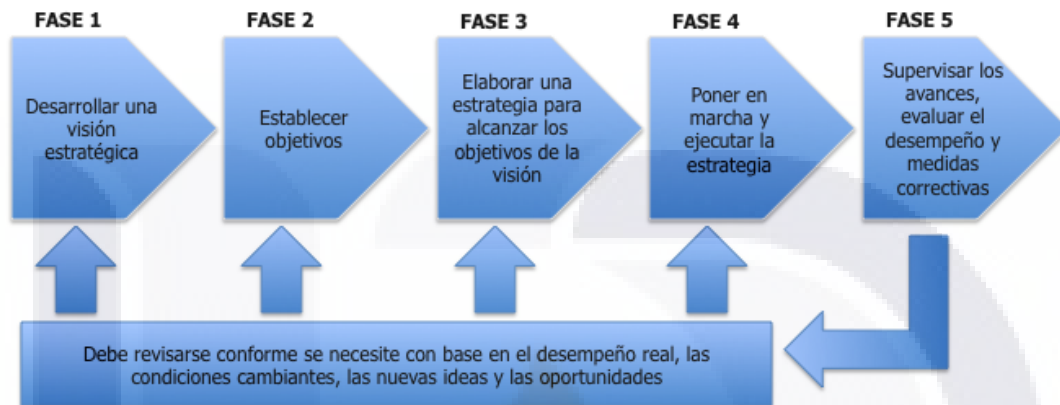 FASE 1
Desarrollar una
visión
estratégica
FASE 2
Establecer
objetivos
FASE 3
Elaborar una
estrategia para
alcanzar los
objetivos de la
visión
FASE 4
Poner en
marcha y
ejecutar la
estrategia
FASE 5
Supervisar los
avances,
evaluar el
desempeño y
medidas
correctivas
Debe revisarse conforme se necesite con base en el desempeño real, las
condiciones cambiantes, las nuevas ideas y las oportunidades